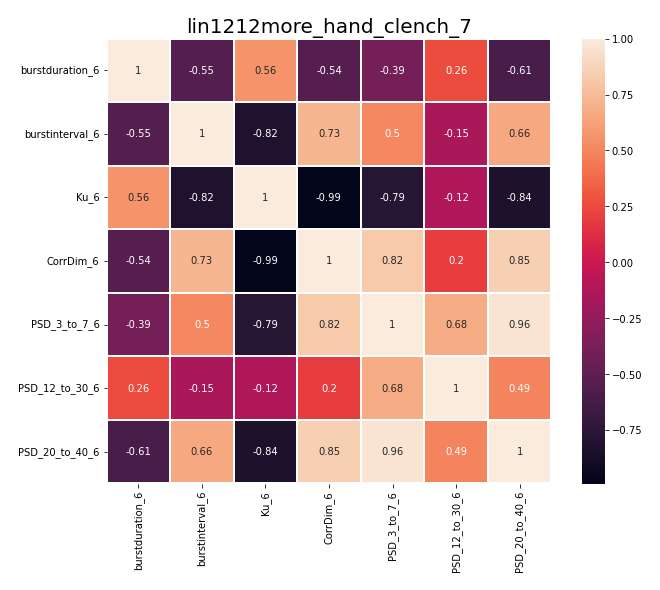 lin1212more_hand_clench_7
burstduration_6 1 -0.55 0.56 -0.54 -0.39 0.26 -0.61
burstinterval_6 -0.55 1 -0.82 0.73 0.5 -0.15 0.66
Ku_6 0.56 -0.82 1 -0.99 -0.79 -0.12 -0.84
CorrDim_6 -0.54 0.73 -0.99 1 0.82 0.2 0.85
PSD_3_to_7_6 -0.39 0.5 -0.79 0.82 1 0.68 0.96
PSD_12_to_30_6 0.26 -0.15 -0.12 0.2 0.68 1 0.49
PSD_20_to_40_6 -0.61 0.66 -0.84 0.85 0.96 0.49 1
burstduration_6
burstinterval_6
Ku_6
CorrDim_6
PSD_3_to_7_6
PSD_12_to_30_6
PSD_20_to_40_6
1.00
0.75
0.50
0.25
0.00
-0.25
-0.50
-0.75